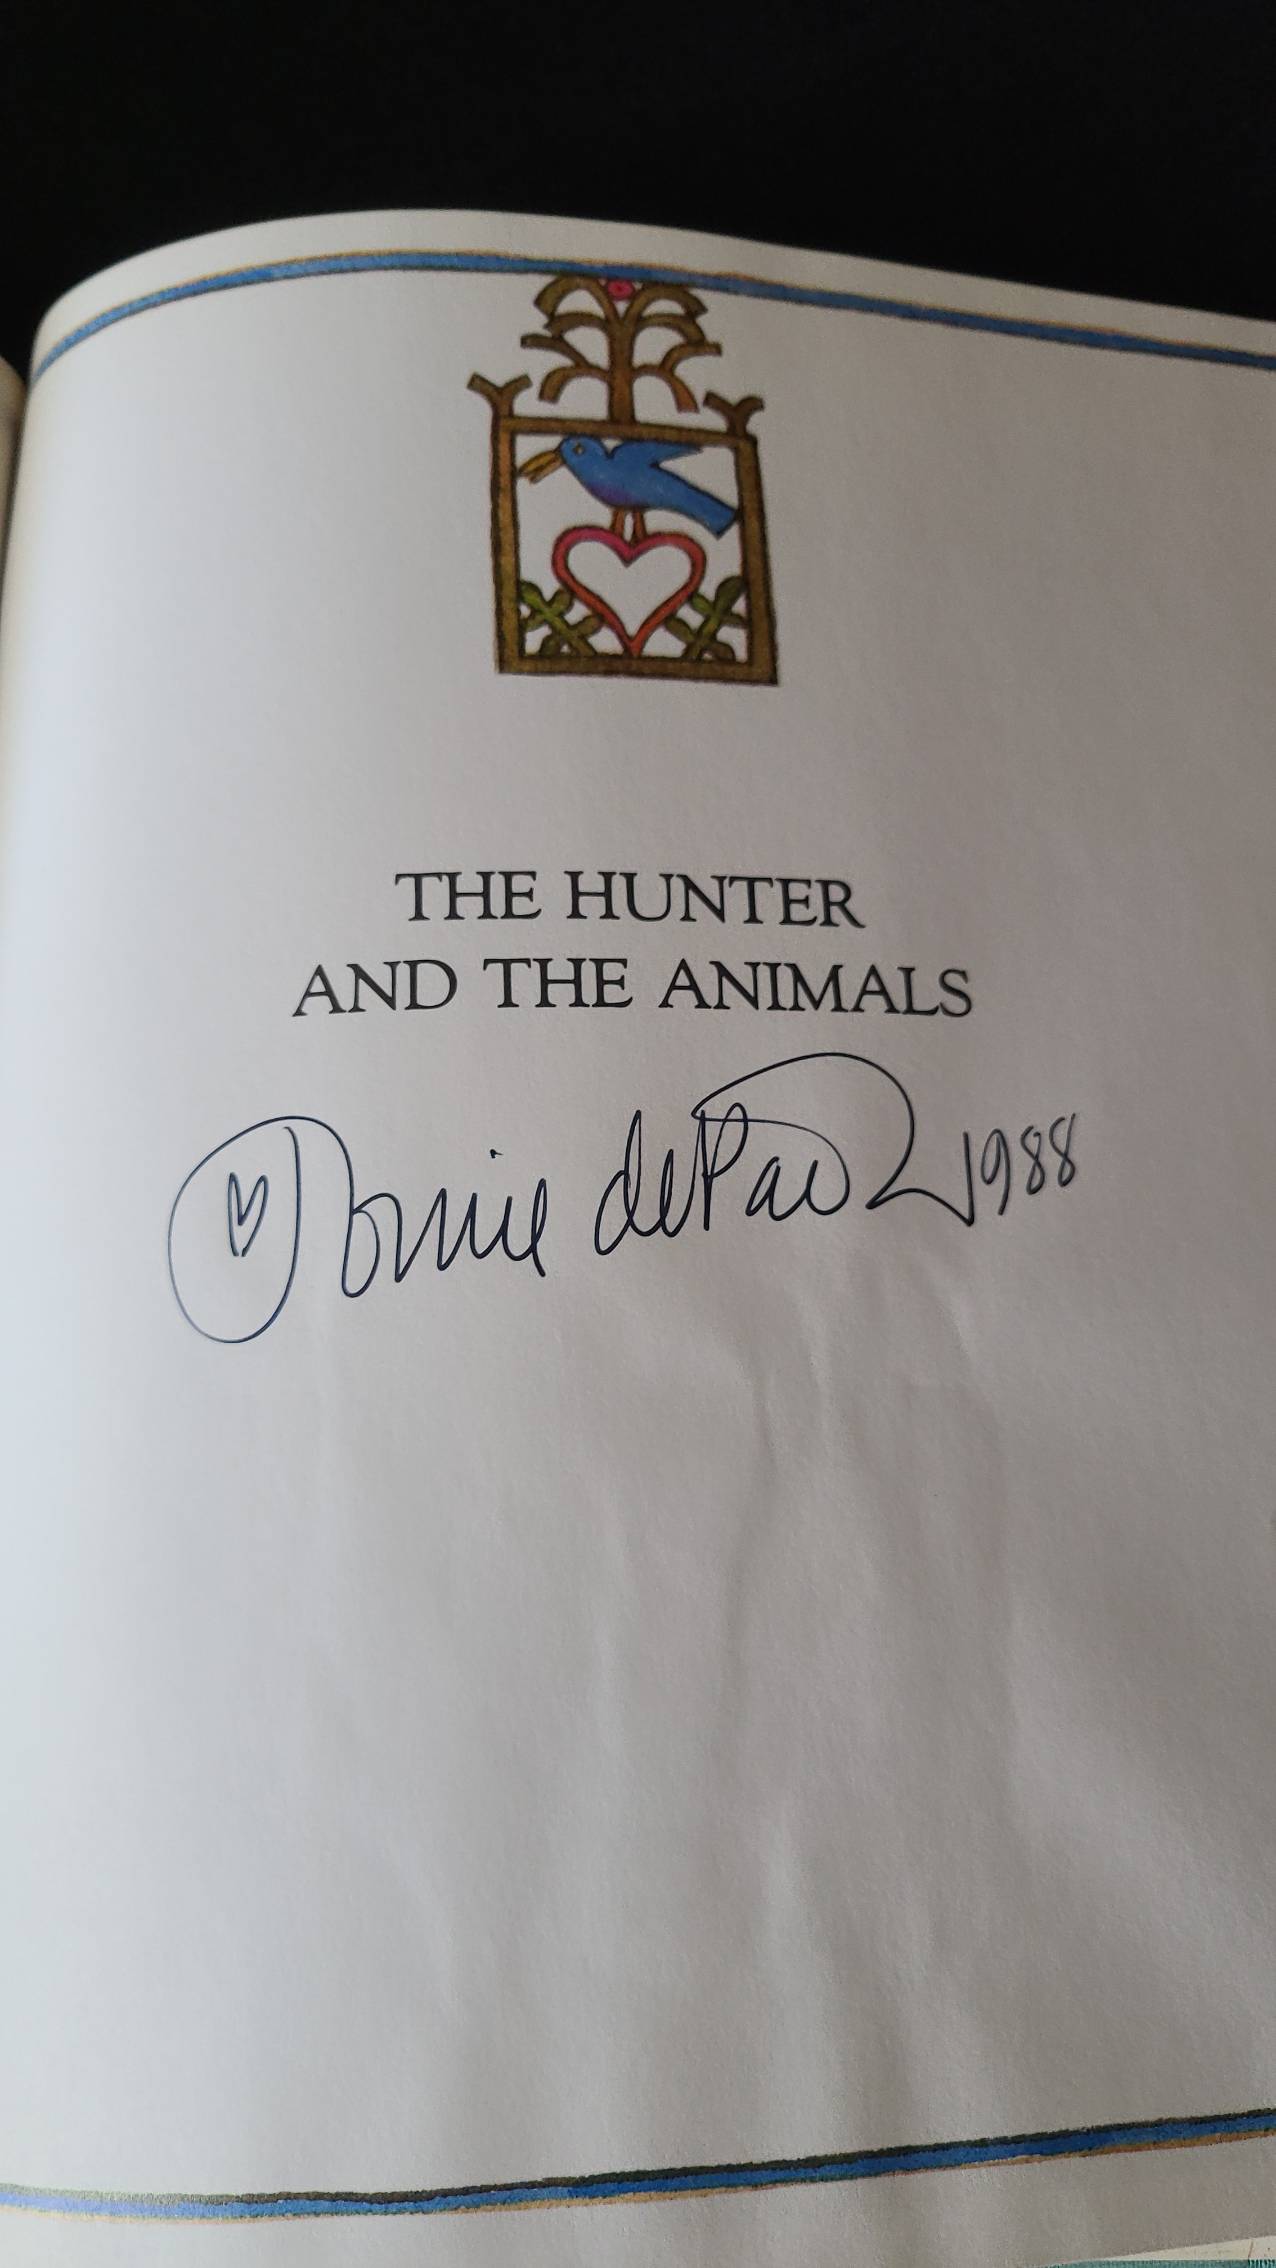 THE HUNTER
AND THE ANIMALS
Tomie dePaola 1988